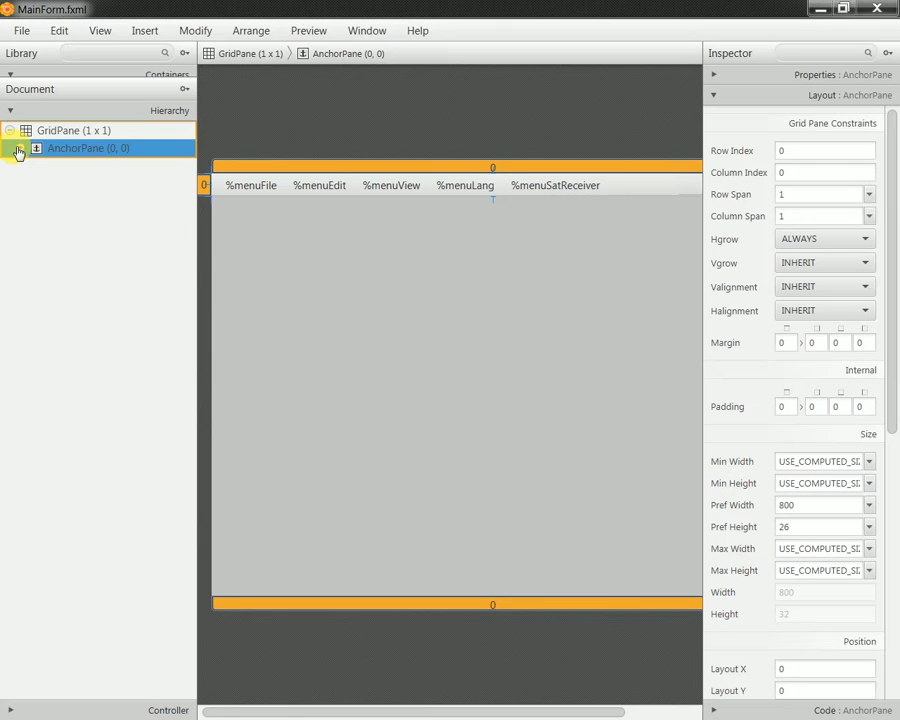 MainForm.fxml
File Edit View Insert Modify Arrange Preview Window Help
Library
GridPane (1 x 1) AnchorPane (0, 0)
Inspector
Containers
Properties : AnchorPane
Document
Layout : AnchorPane
Hierarchy
GridPane (1 x 1)
AnchorPane (0, 0)
0
0
%menuFile %menuEdit %menuView %menuLang %menuSatReceiver
0
Grid Pane Constraints
Row Index 0
Column Index 0
Row Span 1
Column Span 1
Hgrow ALWAYS
Vgrow INHERIT
Valignment INHERIT
Halignment INHERIT
Margin 0 0 0 0
Internal
Padding 0 0 0 0
Size
Min Width USE_COMPUTED_SI
Min Height USE_COMPUTED_SI
Pref Width 800
Pref Height 26
Max Width USE_COMPUTED_SI
Max Height USE_COMPUTED_SI
Width 800
Height 32
Position
Layout X 0
Layout Y 0
Controller
Code : AnchorPane